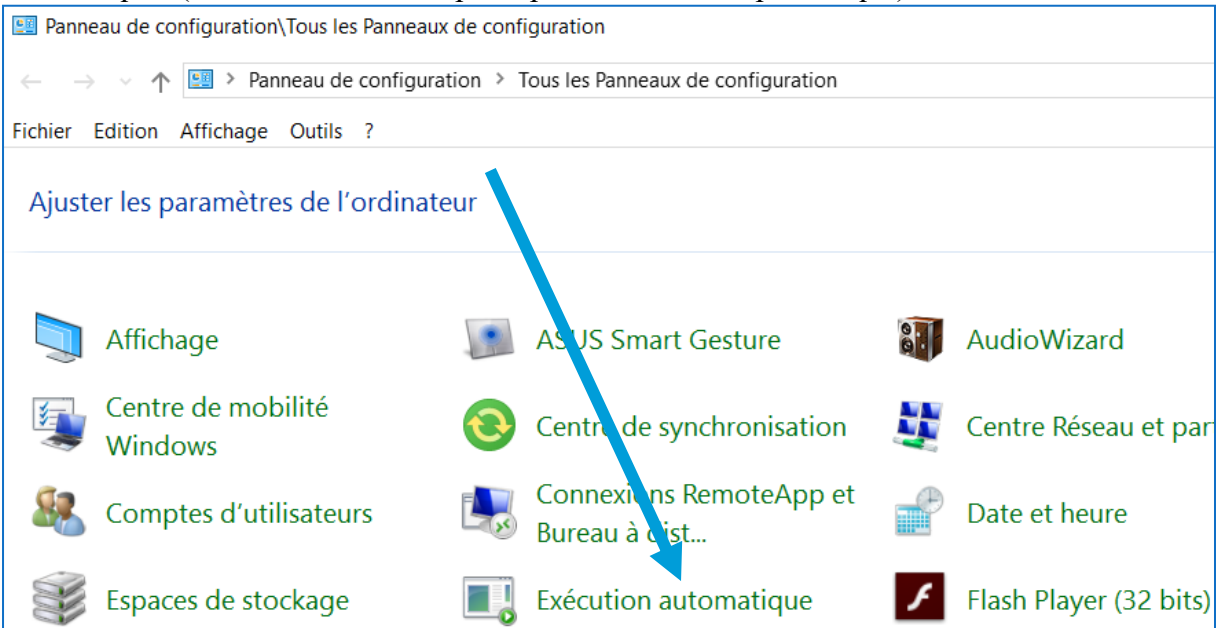 Panneau de configuration\Tous les Panneaux de configuration
Panneau de configuration > Tous les Panneaux de configuration
Fichier Edition Affichage Outils ?
Ajuster les paramètres de l'ordinateur
Affichage ASUS Smart Gesture AudioWizard
Centre de mobilité
Windows
Centre de synchronisation Centre Réseau et par
Comptes d'utilisateurs
Connexions RemoteApp et
Bureau à dist...
Date et heure
Espaces de stockage Exécution automatique Flash Player (32 bits)